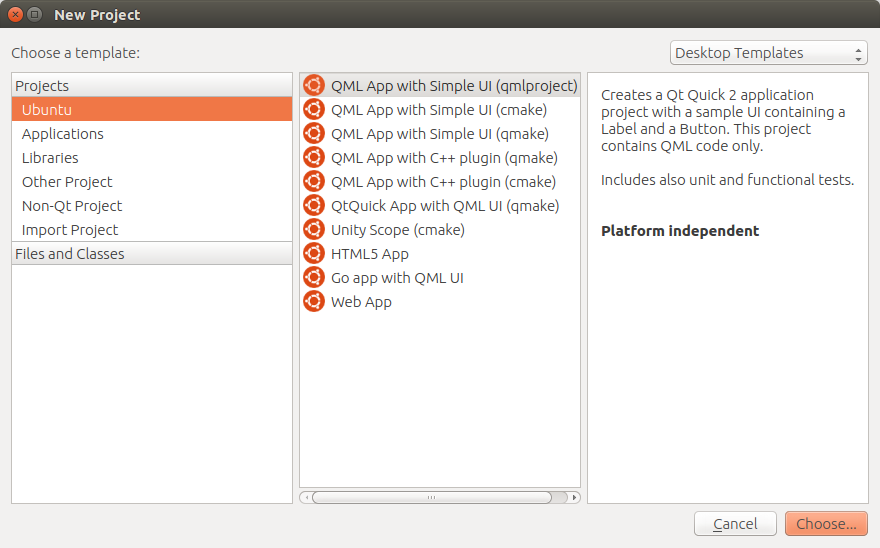 New Project
Choose a template:
Desktop Templates
Projects
Ubuntu
Applications
Libraries
Other Project
Non-Qt Project
Import Project
Files and Classes
QML App with Simple UI (qmlproject)
QML App with Simple UI (cmake)
QML App with Simple UI (qmake)
QML App with C++ plugin (qmake)
QML App with C++ plugin (cmake)
QtQuick App with QML UI (qmake)
Unity Scope (cmake)
HTML5 App
Go app with QML UI
Web App
Creates a Qt Quick 2 application
project with a sample UI containing a
Label and a Button. This project
contains QML code only.
Includes also unit and functional tests.
Platform independent
Cancel
Choose...